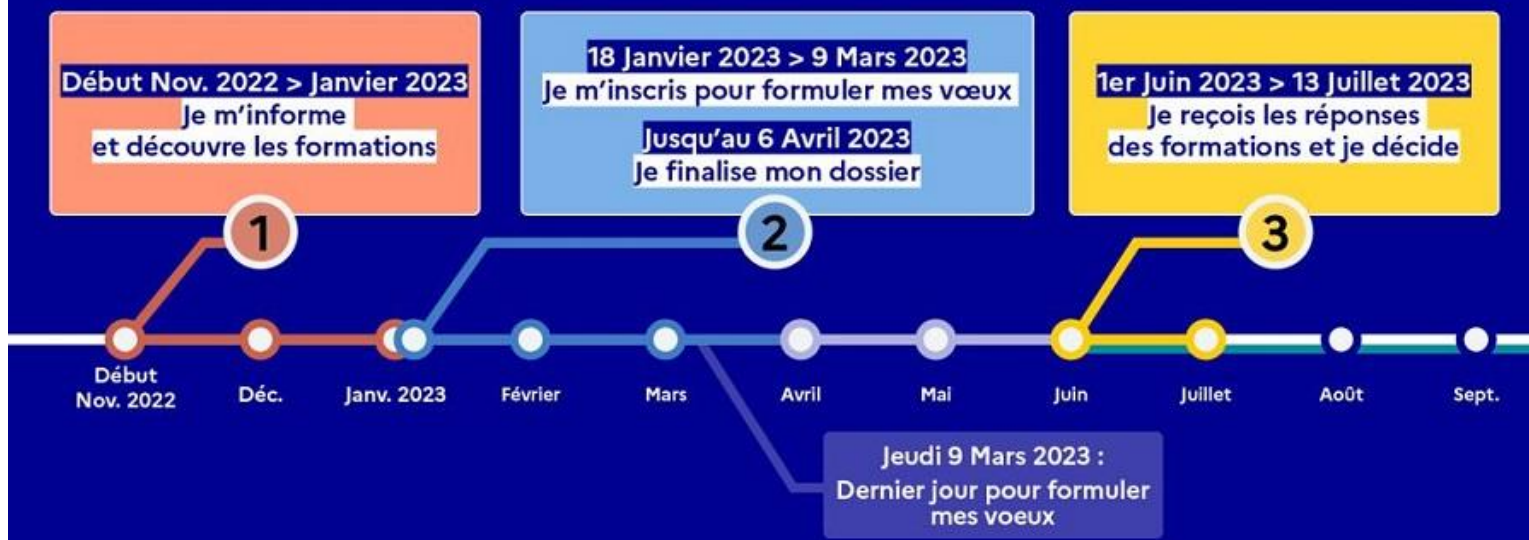 Début Nov. 2022 > Janvier 2023
Je m'informe
et découvre les formations
1
18 Janvier 2023 > 9 Mars 2023
Je m'inscris pour formuler mes vœux
Jusqu'au 6 Avril 2023
Je finalise mon dossier
2
1er Juin 2023 > 13 Juillet 2023
Je reçois les réponses
des formations et je décide
3
Début
Nov. 2022
Déc.
Janv. 2023
Février
Mars
Avril
Mai
Juin
Juillet
Août
Sept.
Jeudi 9 Mars 2023 :
Dernier jour pour formuler
mes voeux